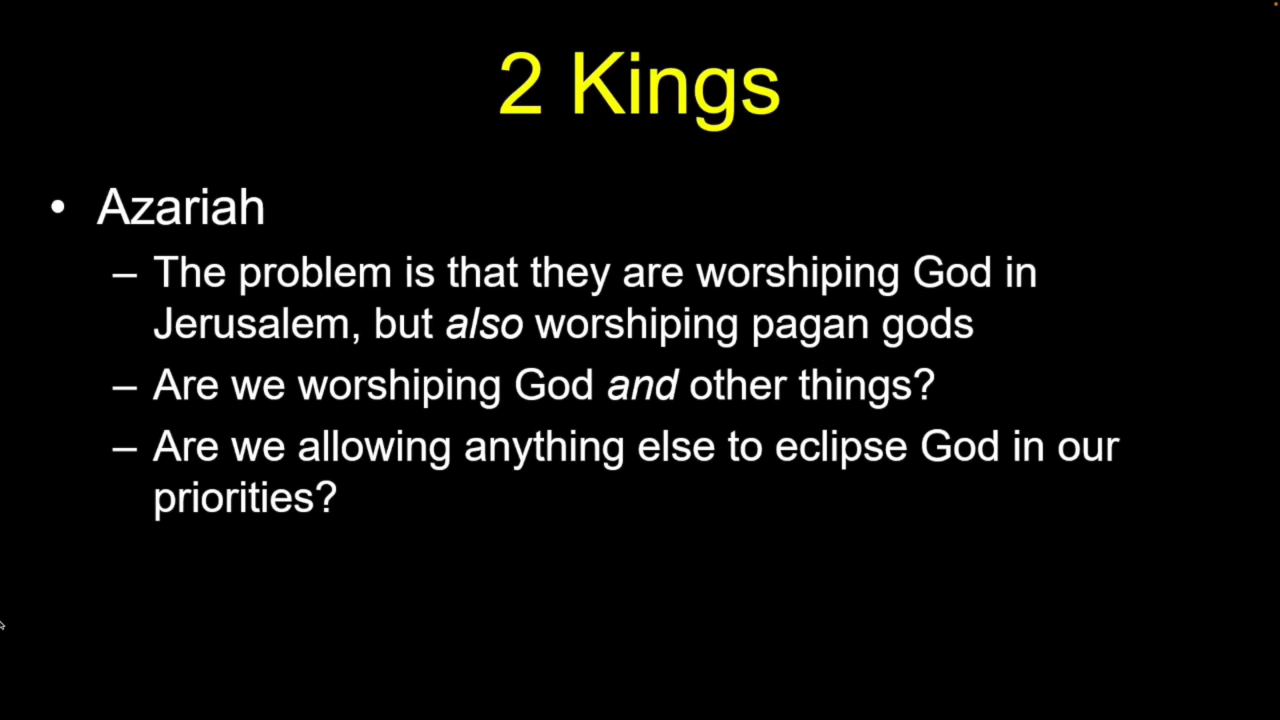 2 Kings
• Azariah
– The problem is that they are worshiping God in
Jerusalem, but also worshiping pagan gods
– Are we worshiping God and other things?
– Are we allowing anything else to eclipse God in our
priorities?